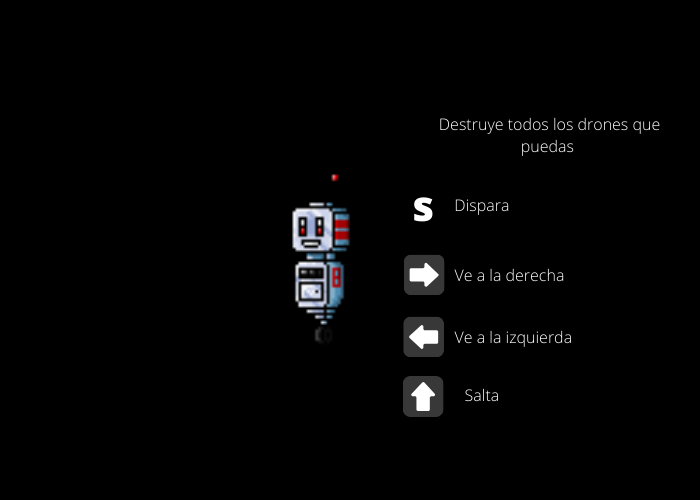 Destruye todos los drones que
puedas
S Dispara
Ve a la derecha
Ve a la izquierda
Salta